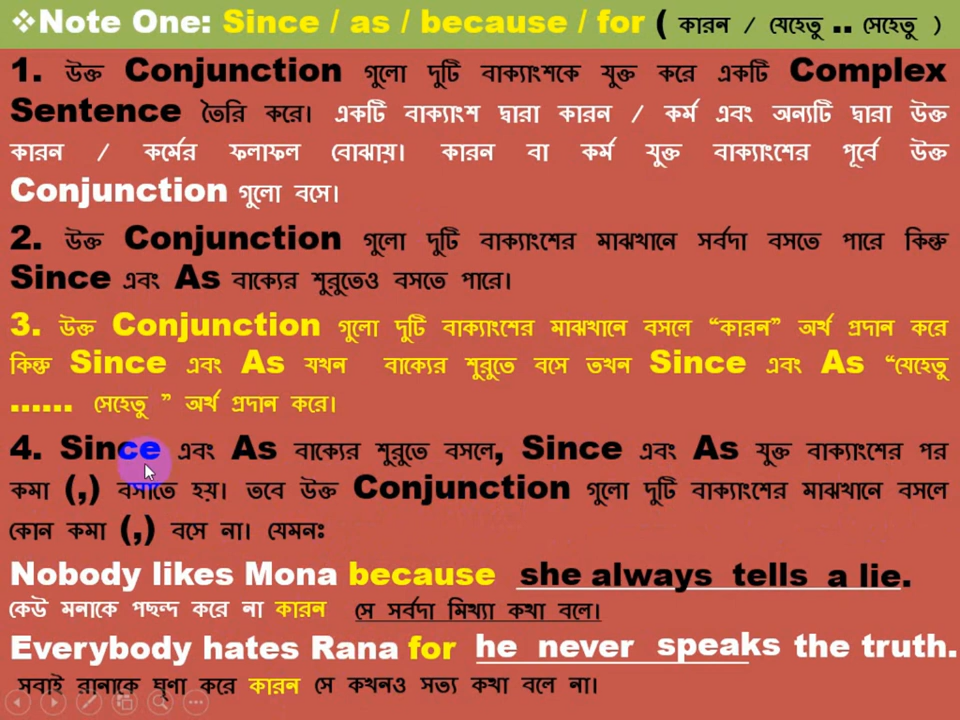 ❖Note One: Since / as / because / for ( কারন / যেহেতু .. সেহেতু )
1. উক্ত Conjunction গুলো দুটি বাক্যাংশকে যুক্ত করে একটি Complex
Sentence তৈরি করে। একটি বাক্যাংশ দ্বারা কারন / কর্ম এবং অন্যটি দ্বারা উক্ত
কারন / কর্মের ফলাফল বোঝায়। কারন বা কর্ম যুক্ত বাক্যাংশের পূর্বে উক্ত
Conjunction গুলো বসে।
2. উক্ত Conjunction গুলো দুটি বাক্যাংশের মাঝখানে সর্বদা বসতে পারে কিন্তু
Since এবং As বাক্যের শুরুতেও বসতে পারে।
3. উক্ত Conjunction গুলো দুটি বাক্যাংশের মাঝখানে বসলে “কারন” অর্থ প্রদান করে
কিন্তু Since এবং As যখন বাক্যের শুরুতে বসে তখন Since এবং As “যেহেতু
...... সেহেতু ” অর্থ প্রদান করে।
4. Since এবং As বাক্যের শুরুতে বসলে, Since এবং As যুক্ত বাক্যাংশের পর
কমা (,) বসাতে হয়। তবে উক্ত Conjunction গুলো দুটি বাক্যাংশের মাঝখানে বসলে
কোন কমা (,) বসে না। যেমনঃ
Nobody likes Mona because she always tells a lie.
কেউ মনাকে পছন্দ করে না কারন সে সর্বদা মিথ্যা কথা বলে।
Everybody hates Rana for he never speaks the truth.
সবাই রানাকে ঘৃণা করে কারন সে কখনও সত্য কথা বলে না।